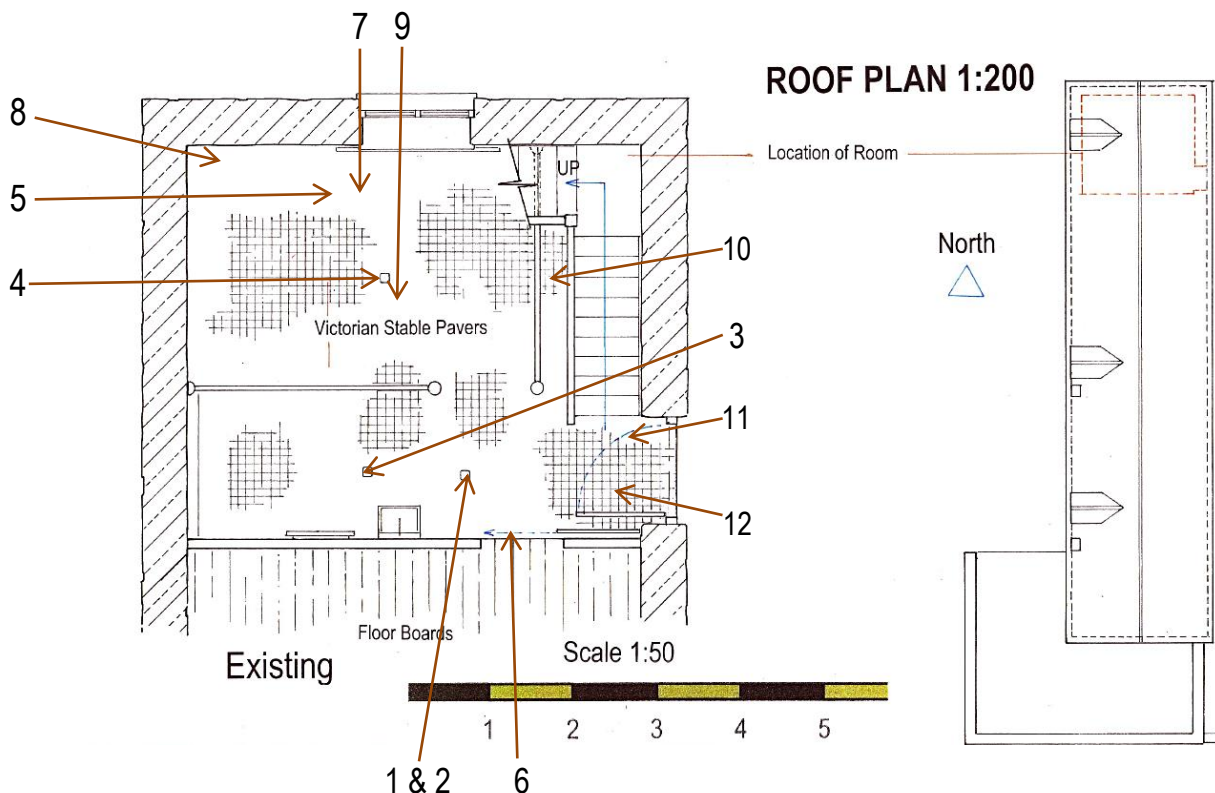 7 9
ROOF PLAN 1:200
8
Location of Room
UP
5
North
10
4
Victorian Stable Pavers
3
11
12
Floor Boards
Existing
Scale 1:50
1 2 3 4 5
1 & 2 6